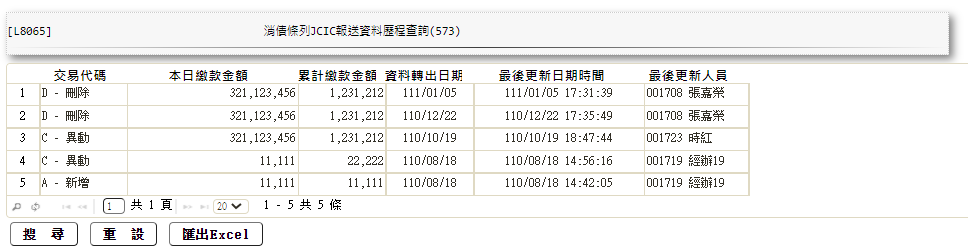 [L8065] 消債條列JCIC報送資料歷程查詢(573)
交易代碼 本日繳款金額 累計繳款金額 資料轉出日期 最後更新日期時間 最後更新人員
1 D - 刪除 321,123,456 1,231,212 111/01/05 111/01/05 17:31:39 001708 張嘉榮
2 D - 刪除 321,123,456 1,231,212 110/12/22 110/12/22 17:35:49 001708 張嘉榮
3 C - 異動 321,123,456 1,231,212 110/10/19 110/10/19 18:47:44 001723 時紅
4 C - 異動 11,111 22,222 110/08/18 110/08/18 14:56:16 001719 經辦19
5 A - 新增 11,111 11,111 110/08/18 110/08/18 14:42:05 001719 經辦19
1 共 1 頁 20 1 - 5 共 5 條
搜 尋 重 設 匯出Excel